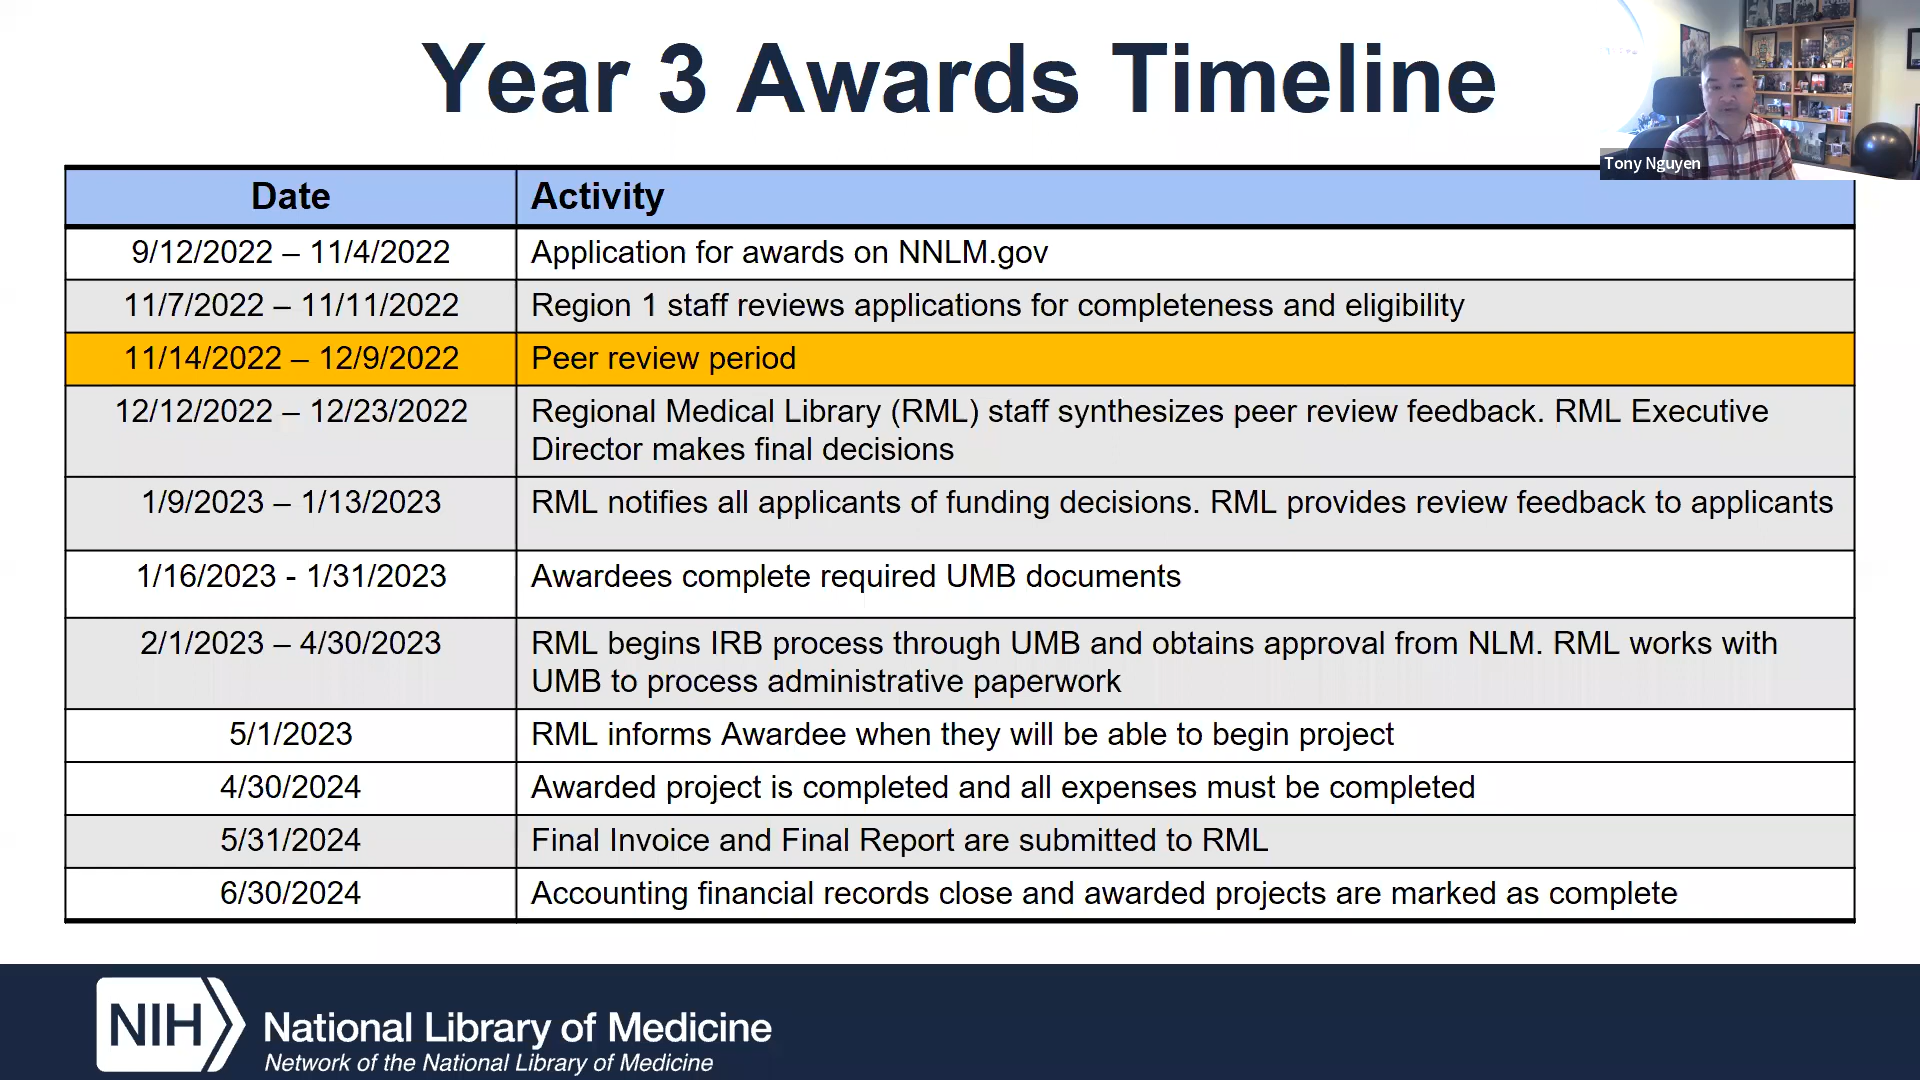 Year 3 Awards Timeline
Tony Nguyen
Date Activity
9/12/2022 – 11/4/2022 Application for awards on NNLM.gov
11/7/2022 – 11/11/2022 Region 1 staff reviews applications for completeness and eligibility
11/14/2022 – 12/9/2022 Peer review period
12/12/2022 – 12/23/2022 Regional Medical Library (RML) staff synthesizes peer review feedback. RML Executive
Director makes final decisions
1/9/2023 – 1/13/2023 RML notifies all applicants of funding decisions. RML provides review feedback to applicants
1/16/2023 - 1/31/2023 Awardees complete required UMB documents
2/1/2023 – 4/30/2023 RML begins IRB process through UMB and obtains approval from NLM. RML works with
UMB to process administrative paperwork
5/1/2023 RML informs Awardee when they will be able to begin project
4/30/2024 Awarded project is completed and all expenses must be completed
5/31/2024 Final Invoice and Final Report are submitted to RML
6/30/2024 Accounting financial records close and awarded projects are marked as complete
NIH National Library of Medicine
Network of the National Library of Medicine